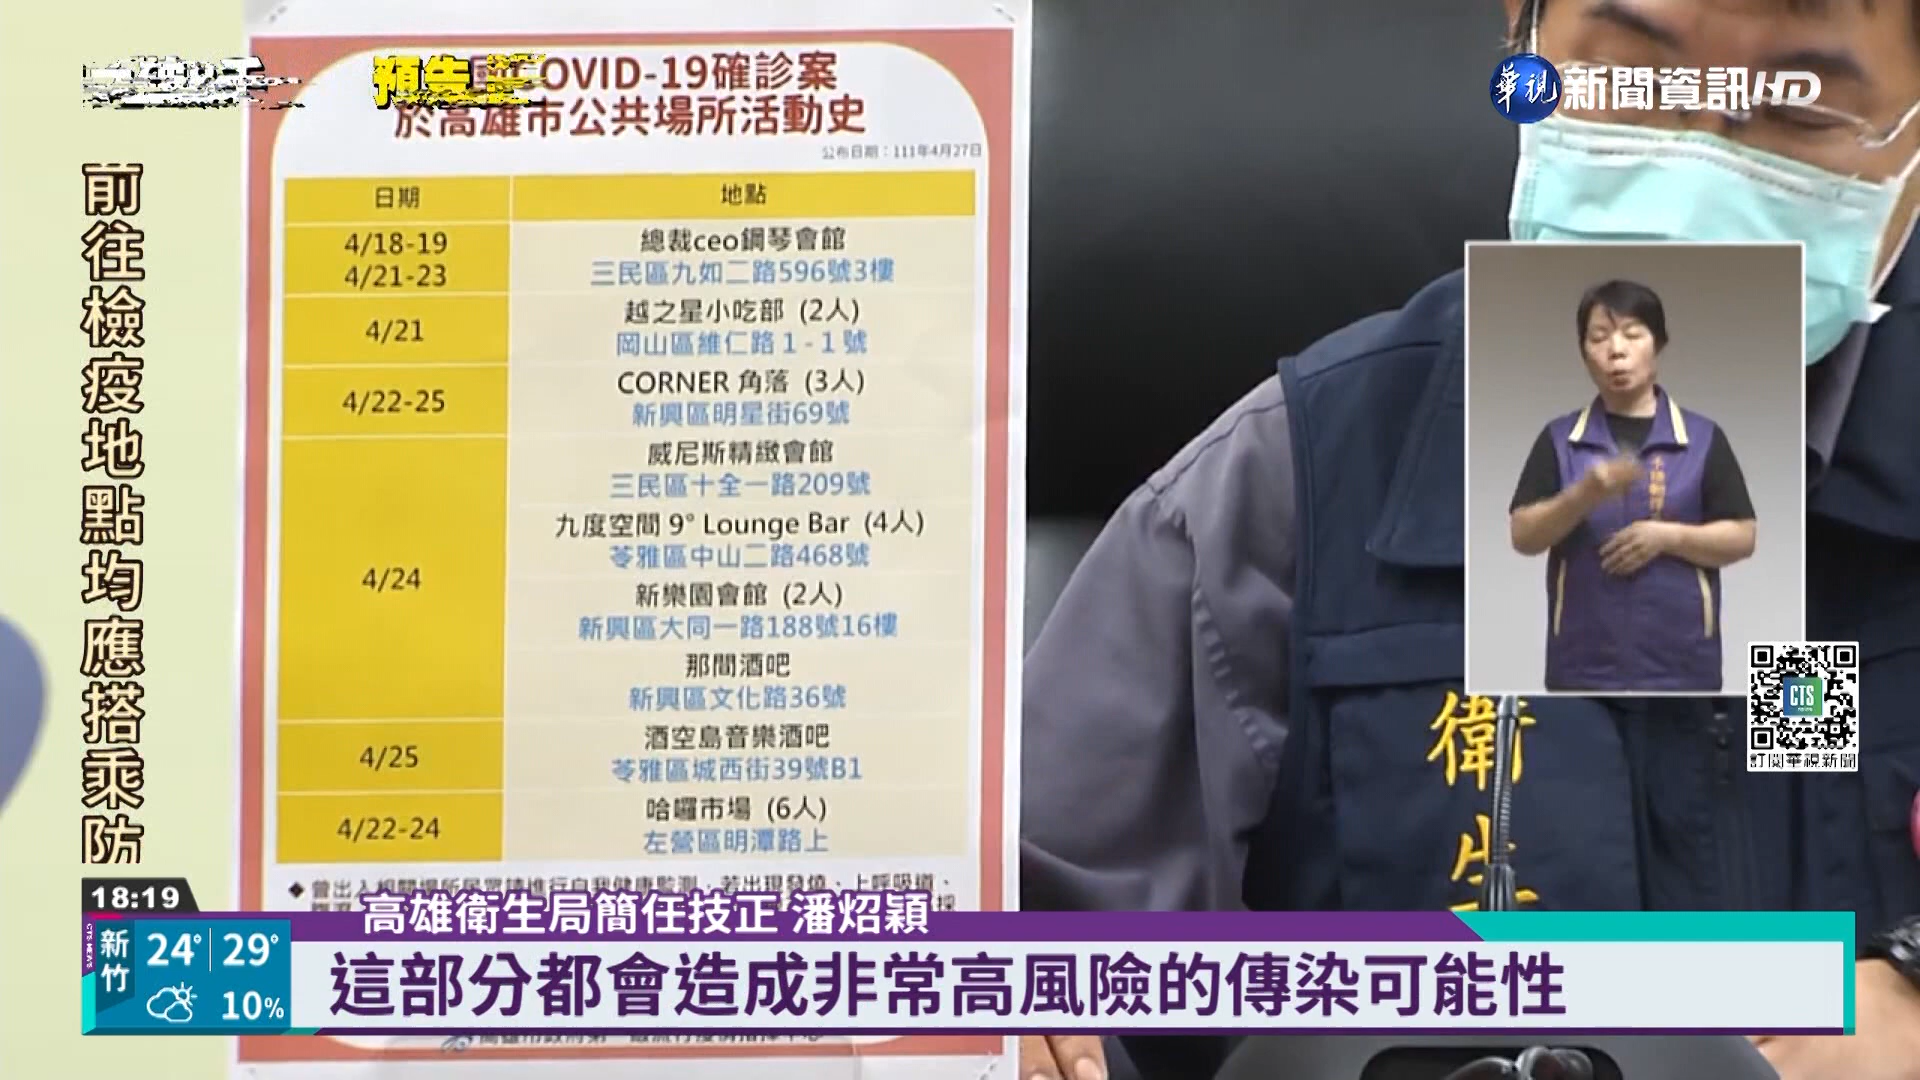 預告
國COVID-19確診案
於高雄市公共場所活動史
公布日期：111年4月27日
日期
地點
4/18-19
4/21-23
總裁ceo鋼琴會館
三民區九如二路596號3樓
4/21
越之星小吃部 (2人)
岡山區維仁路1-1號
4/22-25
CORNER 角落 (3人)
新興區明星街69號
4/24
威尼斯精緻會館
三民區十全一路209號
九度空間 9° Lounge Bar (4人)
苓雅區中山二路468號
新樂園會館 (2人)
新興區大同一路188號16樓
那間酒吧
新興區文化路36號
4/25
酒空島音樂酒吧
苓雅區城西街39號B1
4/22-24
哈囉市場 (6人)
左營區明潭路上
前往檢疫地點均應搭乘防
華視 新聞資訊HD
衛生
CTS
訂閱華視新聞
18:19
CTS NEWS
新竹
24° 29°
10%
高雄衛生局簡任技正 潘炤穎
這部分都會造成非常高風險的傳染可能性